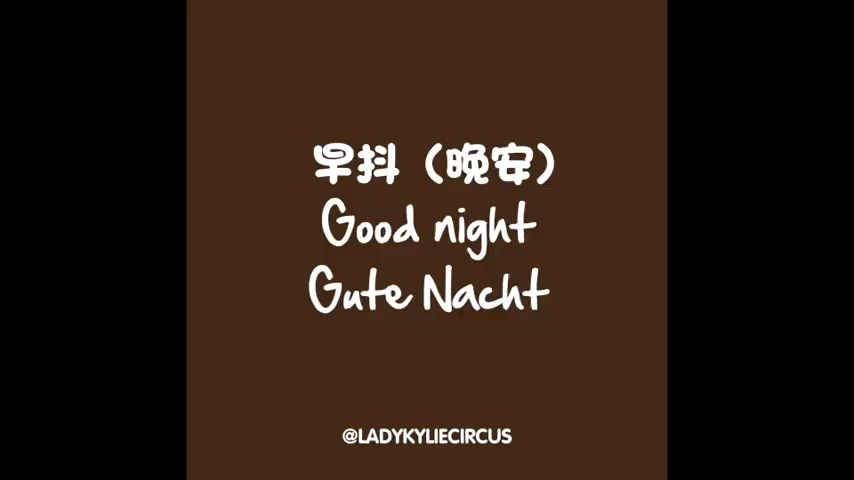 早抖（晚安）
Good night
Gute Nacht
@LADYKYLIECIRCUS